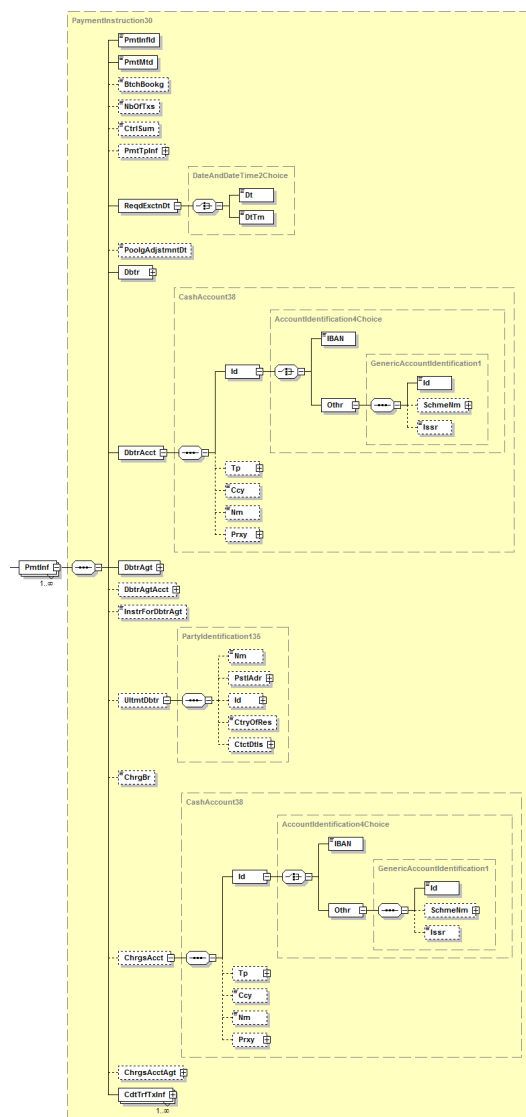 PaymentInstruction30
PmtInfId
PmtMtd
BtchBookg
NbOfTxs
CtrlSum
PmtTpInf
DateAndDateTime2Choice
Dt
ReqdExctnDt
DtTm
PoolgAdjstmntDt
Dbtr
CashAccount38
AccountIdentification4Choice
IBAN
GenericAccountIdentification1
Id
Id
Othr
SchmeNm
Issr
DbtrAcct
Tp
Ccy
Nm
Prxy
PmtInf
1..∞
DbtrAgt
DbtrAgtAcct
InstrForDbtrAgt
PartyIdentification135
Nm
PstlAdr
UltmtDbtr
Id
CtryOfRes
CtctDtls
ChrgBr
CashAccount38
AccountIdentification4Choice
IBAN
GenericAccountIdentification1
Id
Id
Othr
SchmeNm
Issr
ChrgsAcct
Tp
Ccy
Nm
Prxy
ChrgsAcctAgt
CdtTrfTxInf
1..∞